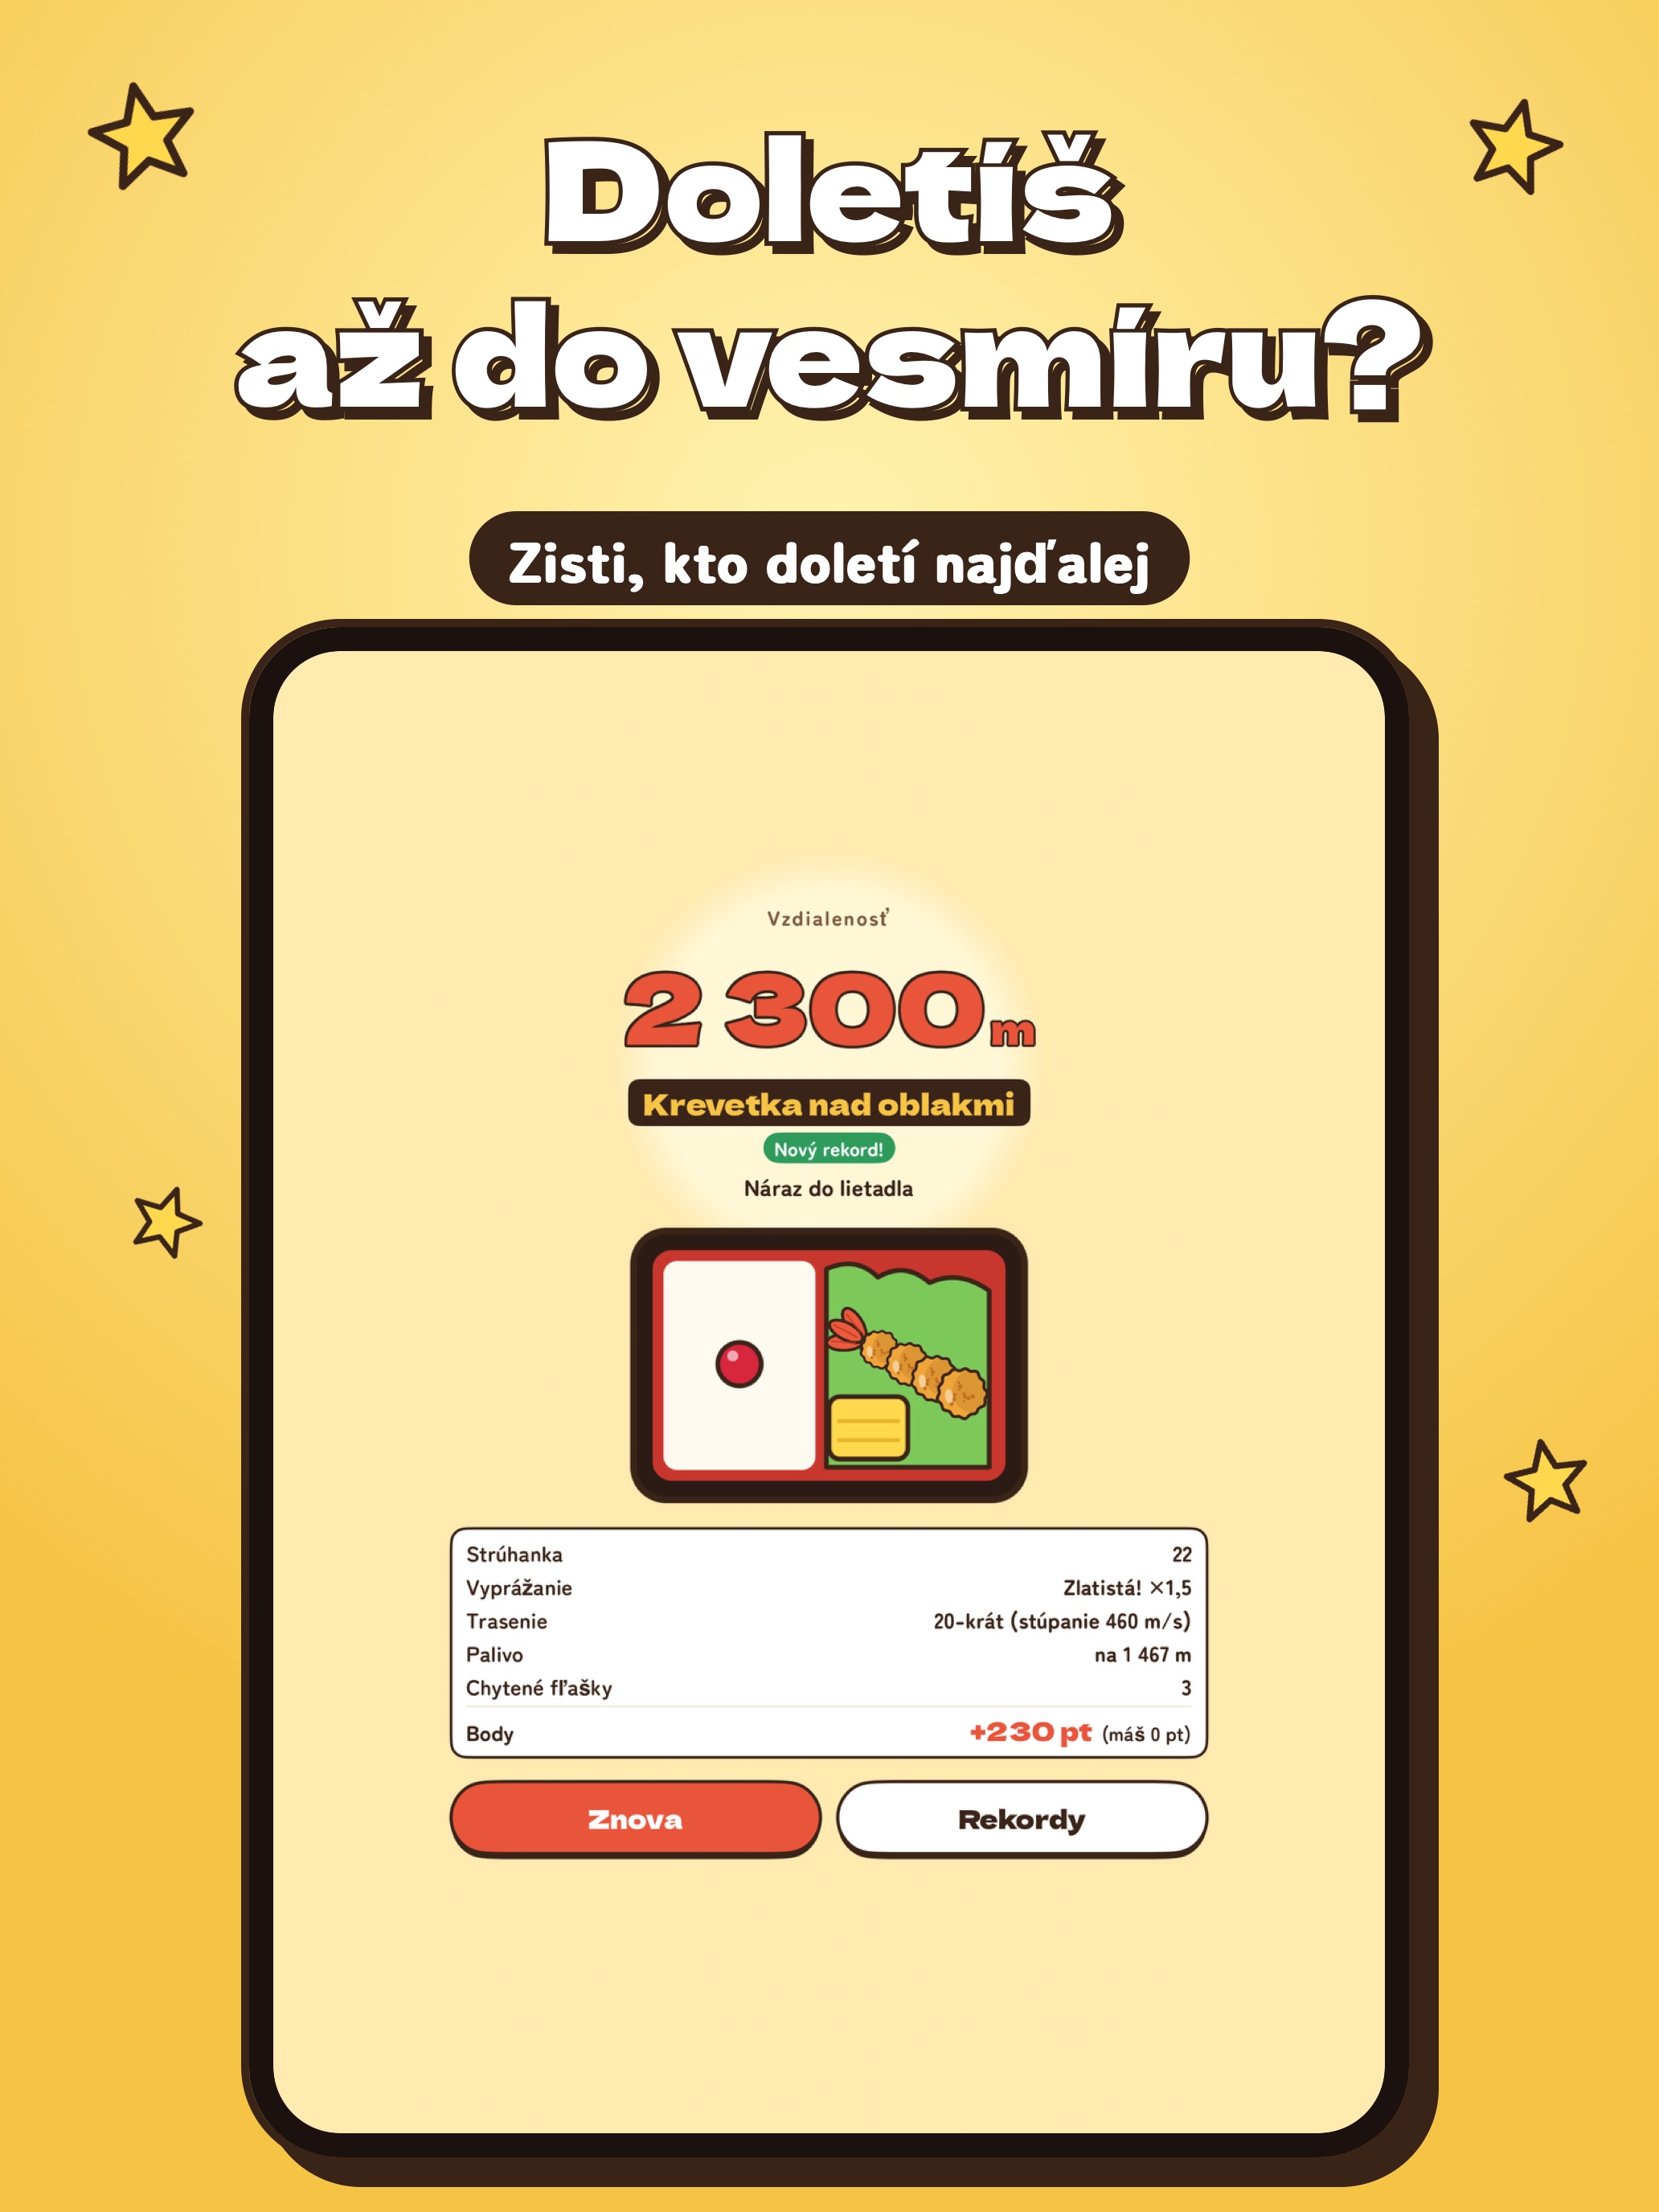 Doletíš
až do vesmíru?
Zisti, kto doletí najďalej
Vzdialenosť
2 300 m
Krevetka nad oblakmi
Nový rekord!
Náraz do lietadla
Strúhanka 22
Vyprážanie Zlatistá! ×1,5
Trasenie 20-krát (stúpanie 460 m/s)
Palivo na 1 467 m
Chytené fľašky 3
Body +230 pt (máš 0 pt)
Znova Rekordy